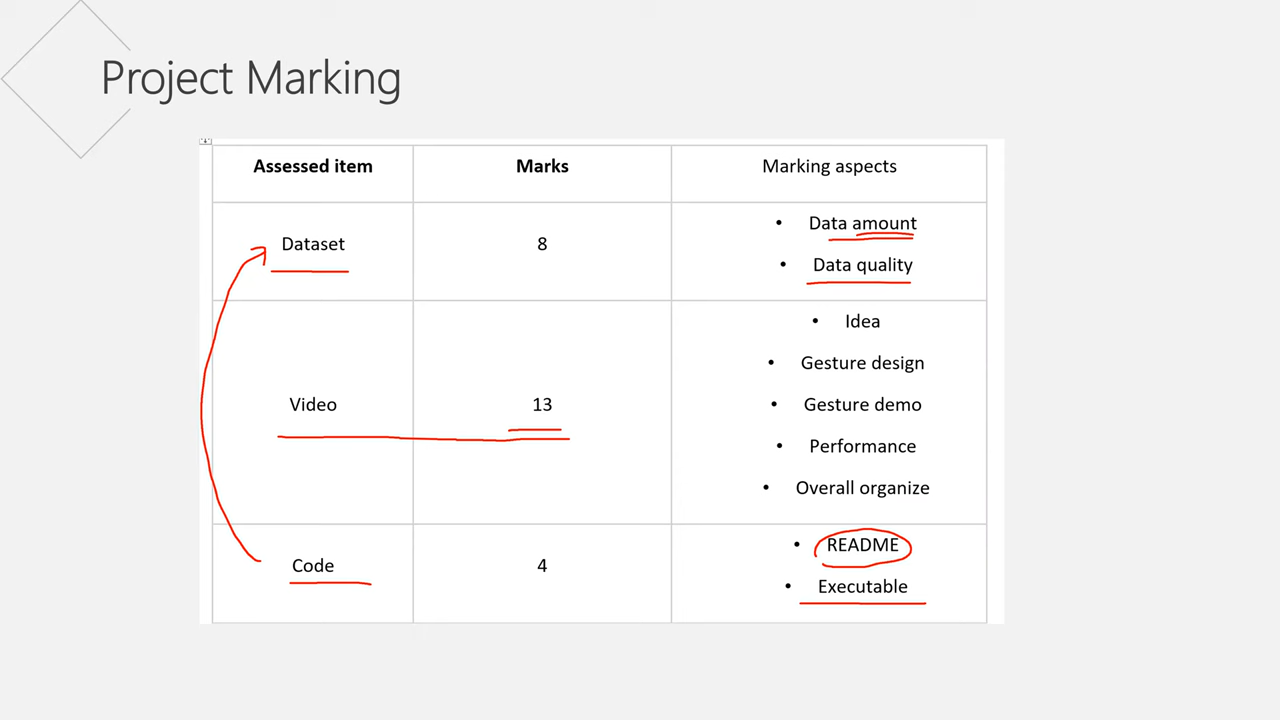 Project Marking
Assessed item Marks Marking aspects
Dataset 8
• Data amount
• Data quality
Video 13
• Idea
• Gesture design
• Gesture demo
• Performance
• Overall organize
Code 4
• README
• Executable